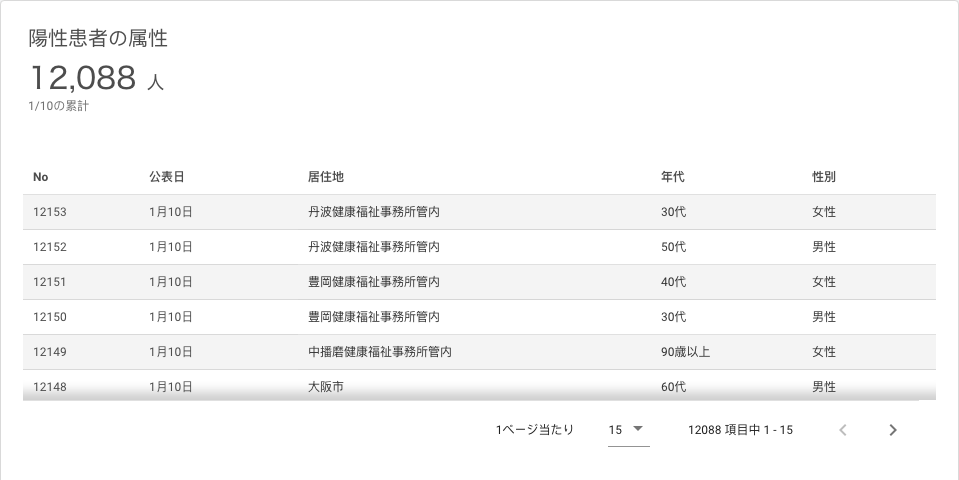 陽性患者の属性
12,088 人
1/10の累計
No 公表日 居住地 年代 性別
12153 1月10日 丹波健康福祉事務所管内 30代 女性
12152 1月10日 丹波健康福祉事務所管内 50代 男性
12151 1月10日 豊岡健康福祉事務所管内 40代 女性
12150 1月10日 豊岡健康福祉事務所管内 30代 男性
12149 1月10日 中播磨健康福祉事務所管内 90歳以上 女性
12148 1月10日 大阪市 60代 男性
1ページ当たり 15 12088 項目中 1 - 15